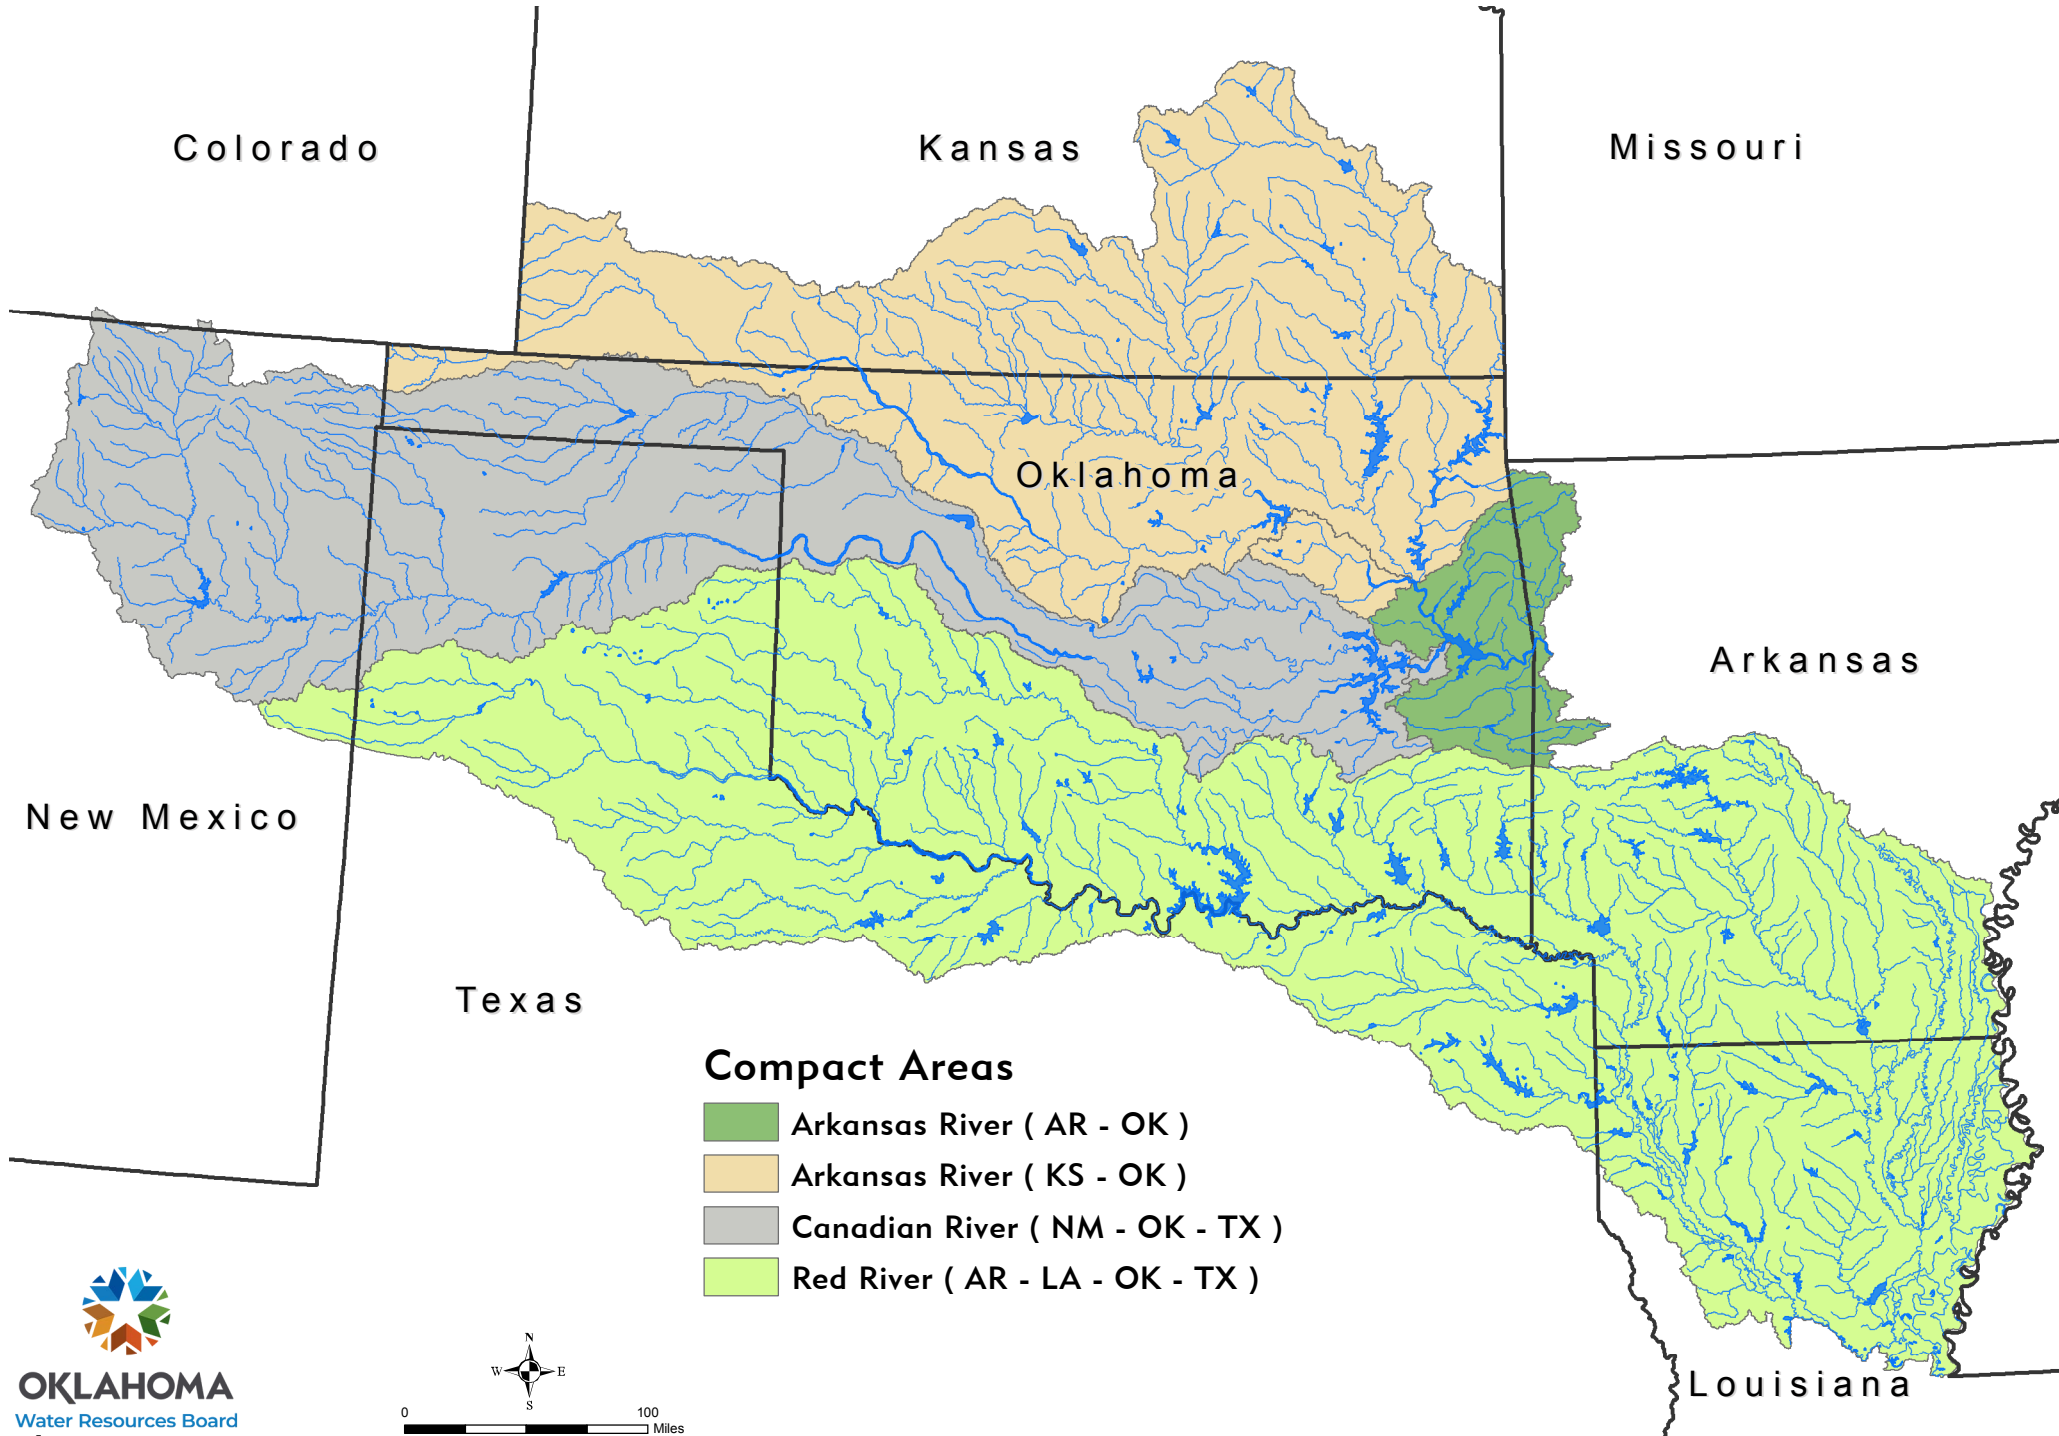 Colorado
Kansas
Missouri
Oklahoma
Arkansas
New Mexico
Texas
Louisiana
Compact Areas
Arkansas River ( AR - OK )
Arkansas River ( KS - OK )
Canadian River ( NM - OK - TX )
Red River ( AR - LA - OK - TX )
OKLAHOMA
Water Resources Board
N
W E
S
0 100
Miles